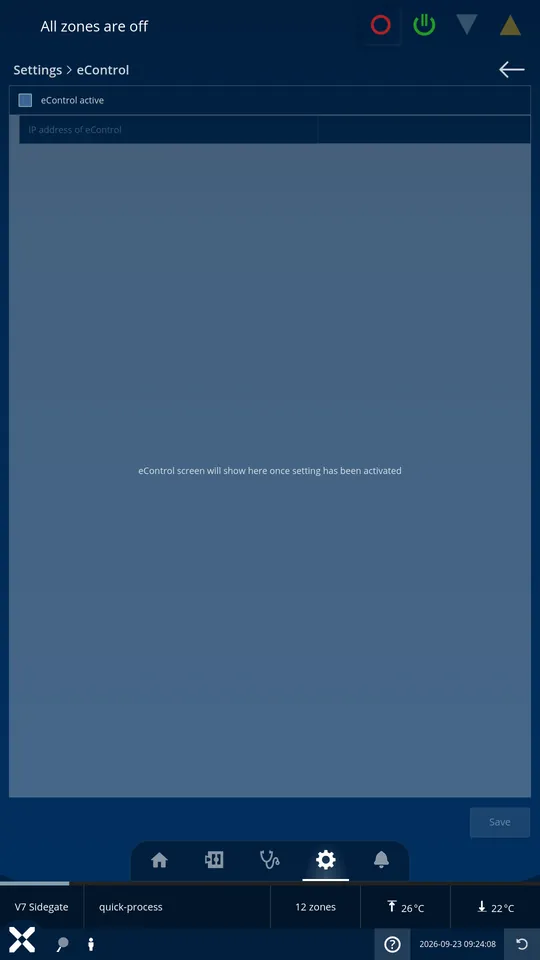 All zones are off
Settings > eControl
eControl active
IP address of eControl
eControl screen will show here once setting has been activated
Save
V7 Sidegate
quick-process
12 zones
26 °C
22 °C
2026-09-23 09:24:08